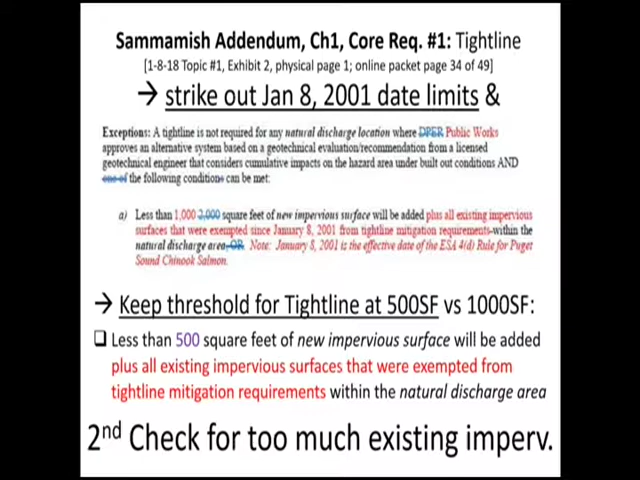 Sammamish Addendum, Ch1, Core Req. #1: Tightline
[1-8-18 Topic #1, Exhibit 2, physical page 1; online packet page 34 of 49]
→ strike out Jan 8, 2001 date limits &
Exceptions: A tightline is not required for any natural discharge location where DPER Public Works
approves an alternative system based on a geotechnical evaluation/recommendation from a licensed
geotechnical engineer that considers cumulative impacts on the hazard area under built out conditions AND
one of the following conditions can be met:
a) Less than 1,000 2,000 square feet of new impervious surface will be added plus all existing impervious
surfaces that were exempted since January 8, 2001 from tightline mitigation requirements within the
natural discharge area, OR Note: January 8, 2001 is the effective date of the ESA 4(d) Rule for Puget
Sound Chinook Salmon.
→ Keep threshold for Tightline at 500SF vs 1000SF:
❑ Less than 500 square feet of new impervious surface will be added
plus all existing impervious surfaces that were exempted from
tightline mitigation requirements within the natural discharge area
2nd Check for too much existing imperv.